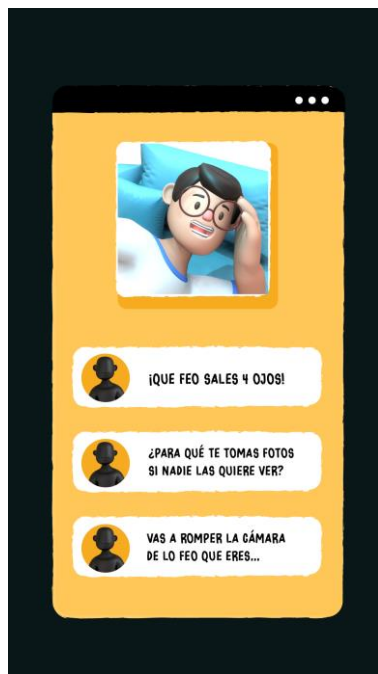 ¡QUE FEO SALES 4 OJOS!
¿PARA QUÉ TE TOMAS FOTOS
SI NADIE LAS QUIERE VER?
VAS A ROMPER LA CÁMARA
DE LO FEO QUE ERES...